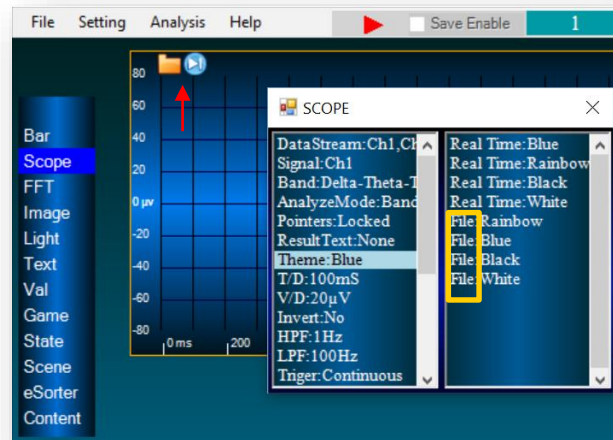 File Setting Analysis Help Save Enable 1
80
60
40
20
0 µv
-20
-40
-60
-80
0 ms 200
Bar
Scope
FFT
Image
Light
Text
Val
Game
State
Scene
eSorter
Content
SCOPE
DataStream:Ch1,Ch
Signal:Ch1
Band:Delta-Theta-
AnalyzeMode:Band
Pointers:Locked
ResultText:None
Theme:Blue
T/D:100mS
V/D:20µV
Invert:No
HPF:1Hz
LPF:100Hz
Triger:Continuous
Real Time:Blue
Real Time:Rainbow
Real Time:Black
Real Time:White
File:Rainbow
File:Blue
File:Black
File:White